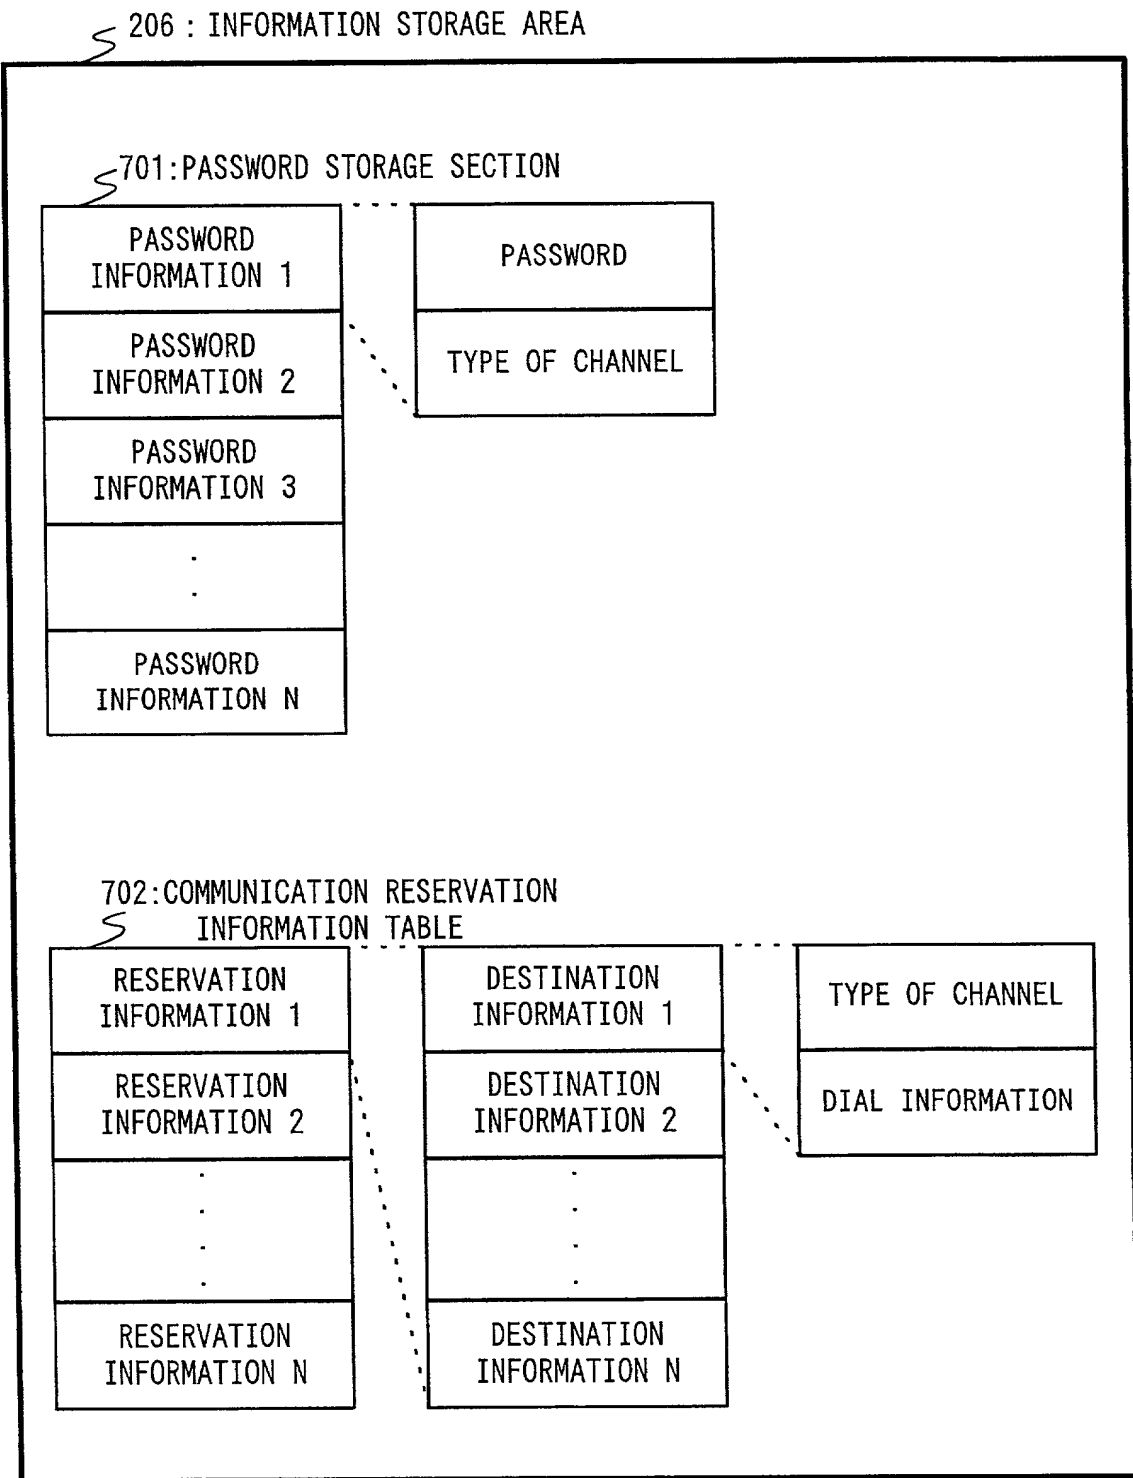 206 : INFORMATION STORAGE AREA
701:PASSWORD STORAGE SECTION
PASSWORD
INFORMATION 1
PASSWORD
INFORMATION 2
PASSWORD
INFORMATION 3
PASSWORD
INFORMATION N
PASSWORD
TYPE OF CHANNEL
702:COMMUNICATION RESERVATION
INFORMATION TABLE
RESERVATION
INFORMATION 1
RESERVATION
INFORMATION 2
RESERVATION
INFORMATION N
DESTINATION
INFORMATION 1
DESTINATION
INFORMATION 2
DESTINATION
INFORMATION N
TYPE OF CHANNEL
DIAL INFORMATION